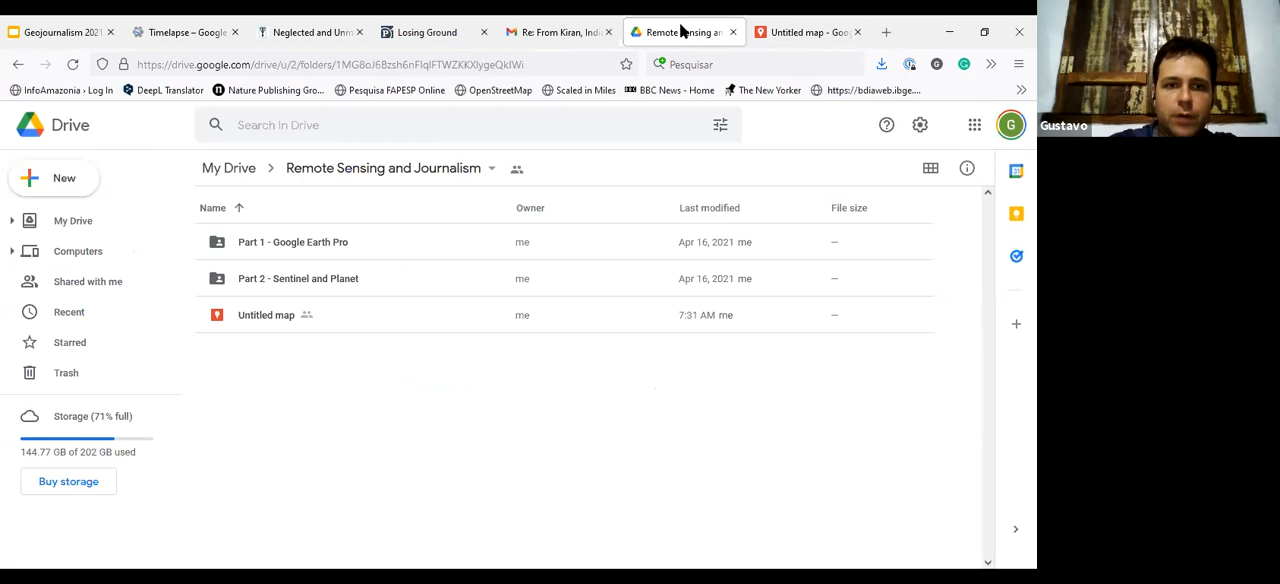 Geojournalism 2021
Timelapse – Google
Neglected and Unm
Losing Ground
Re: From Kiran, Indi
Remote Sensing an
Untitled map - Goo
https://drive.google.com/drive/u/2/folders/1MG8oJ6Bzsh6nFIqlFTWZKKXlygeQkIWi
Pesquisar
InfoAmazonia › Log In
DeepL Translator
Nature Publishing Gro...
Pesquisa FAPESP Online
OpenStreetMap
Scaled in Miles
BBC News - Home
The New Yorker
https://bdiaweb.ibge....
Drive
Search in Drive
G
Gustavo
New
My Drive
Remote Sensing and Journalism
Name
Owner
Last modified
File size
My Drive
Part 1 - Google Earth Pro
me
Apr 16, 2021 me
—
Computers
Part 2 - Sentinel and Planet
me
Apr 16, 2021 me
—
Shared with me
Recent
Untitled map
me
7:31 AM me
—
Starred
Trash
Storage (71% full)
144.77 GB of 202 GB used
Buy storage